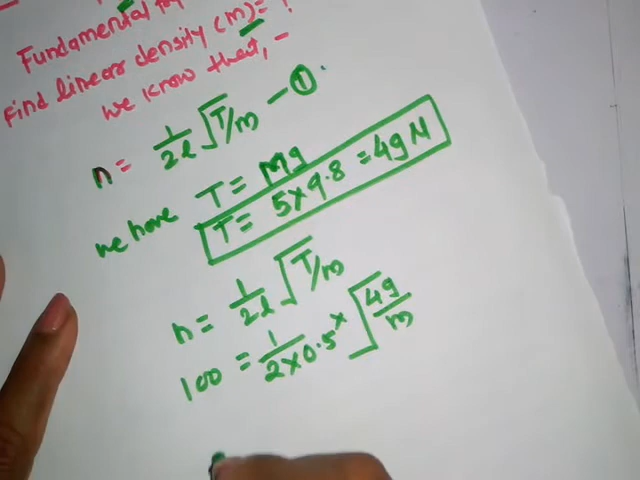 Fundamental
Find linear density (m) = ?
we know that, -
n = 1/2l √T/m - ①
we have T = Mg
T = 5×9.8 = 49 N
n = 1/2l √T/m
100 = 1/2×0.5 × √49/m